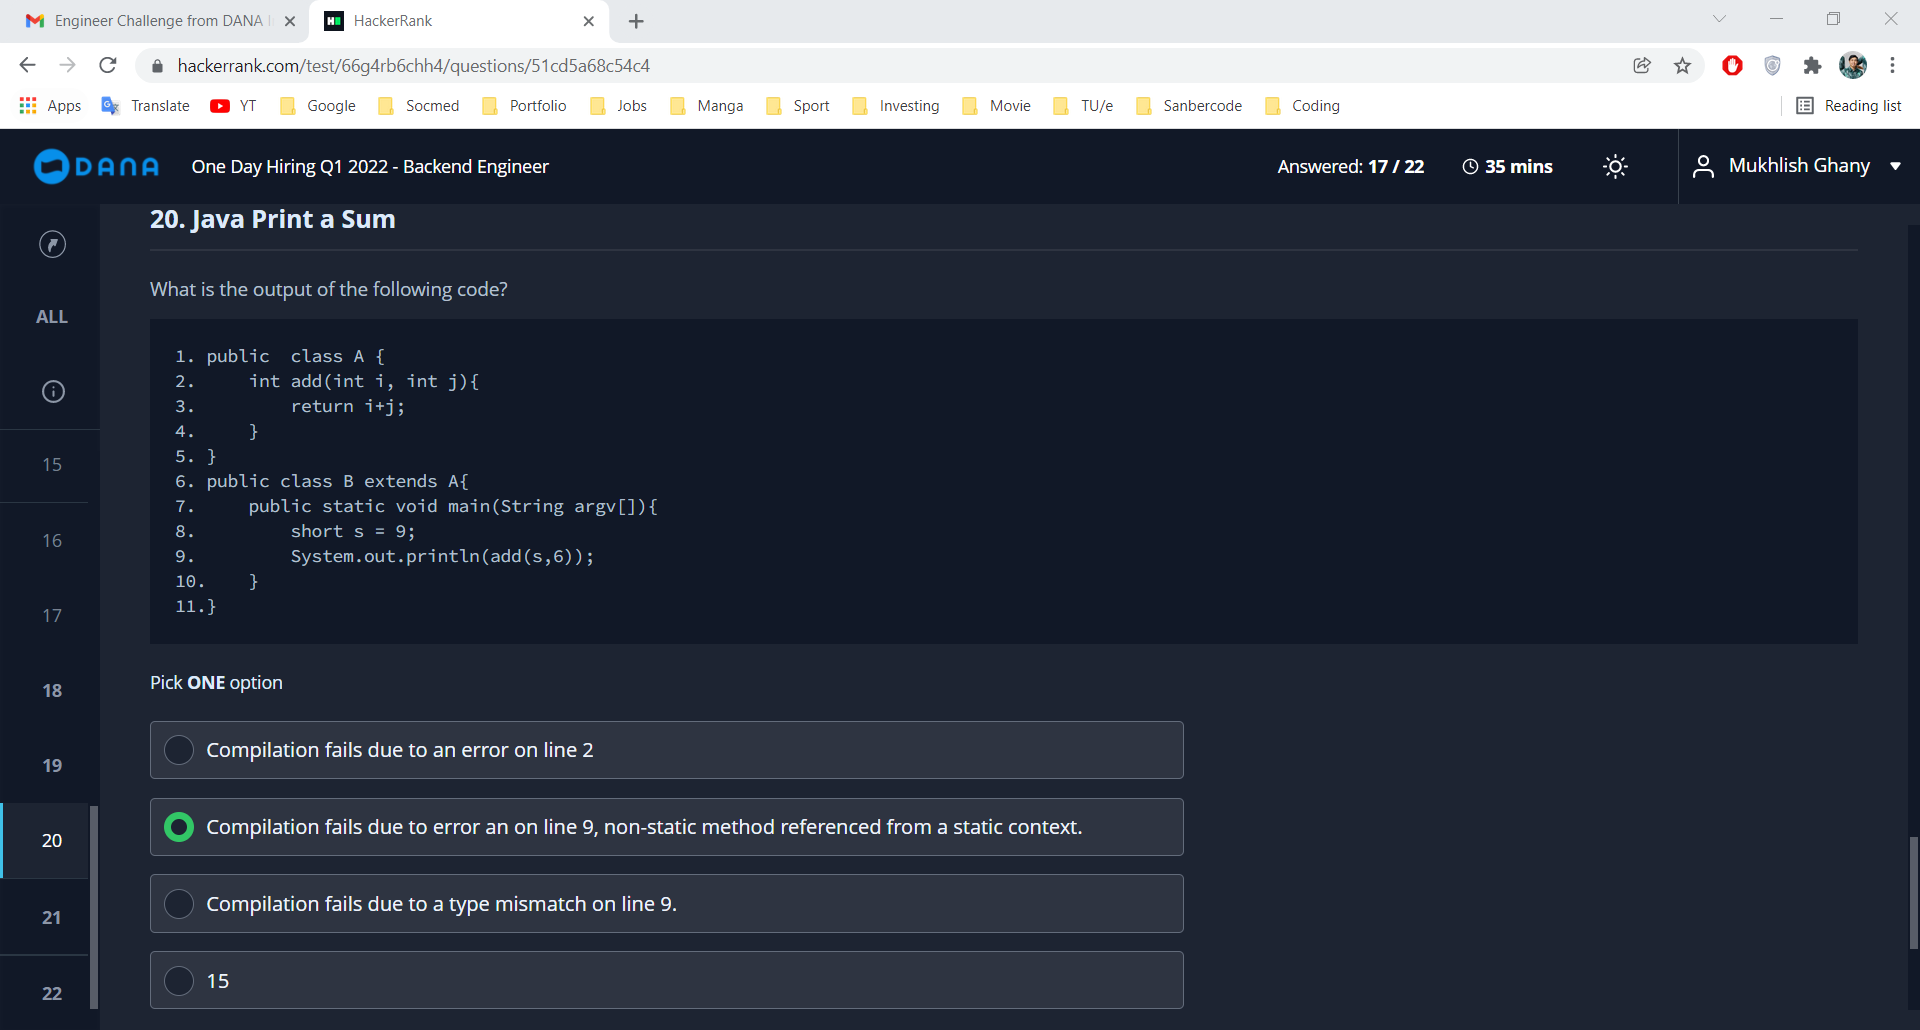 Engineer Challenge from DANA
HackerRank
hackerrank.com/test/66g4rb6chh4/questions/51cd5a68c54c4
Apps Translate YT Google Socmed Portfolio Jobs Manga Sport Investing Movie TU/e Sanbercode Coding Reading list
DANA One Day Hiring Q1 2022 - Backend Engineer Answered: 17 / 22 35 mins Mukhlish Ghany
20. Java Print a Sum
ALL
15
16
17
18
19
20
21
22
What is the output of the following code?
1. public  class A {
2.     int add(int i, int j){
3.         return i+j;
4.     }
5. }
6. public class B extends A{
7.     public static void main(String argv[]){
8.         short s = 9;
9.         System.out.println(add(s,6));
10.    }
11.}
Pick ONE option
Compilation fails due to an error on line 2
Compilation fails due to error an on line 9, non-static method referenced from a static context.
Compilation fails due to a type mismatch on line 9.
15